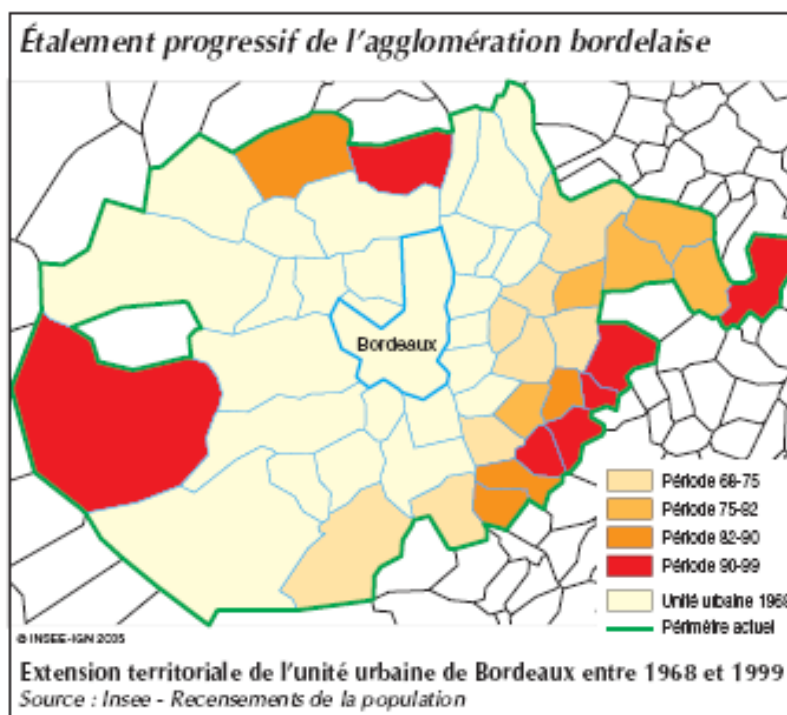 Étalement progressif de l'agglomération bordelaise
Bordeaux
Période 68-75
Période 75-82
Période 82-90
Période 90-99
Unité urbaine 1968
Périmètre actuel
© INSEE-IGN 2005
Extension territoriale de l'unité urbaine de Bordeaux entre 1968 et 1999
Source : Insee - Recensements de la population